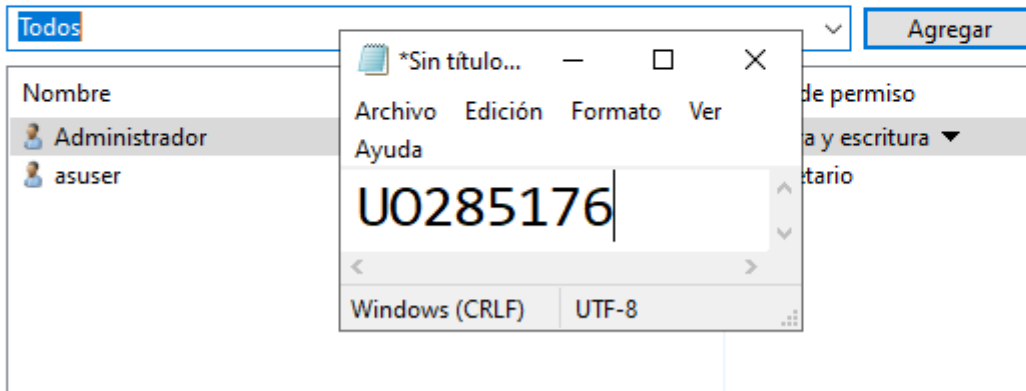 Todos
Agregar
*Sin título...
Nombre
de permiso
Archivo Edición Formato Ver
Ayuda
Administrador
a y escritura
asuser
etario
UO285176
Windows (CRLF) UTF-8